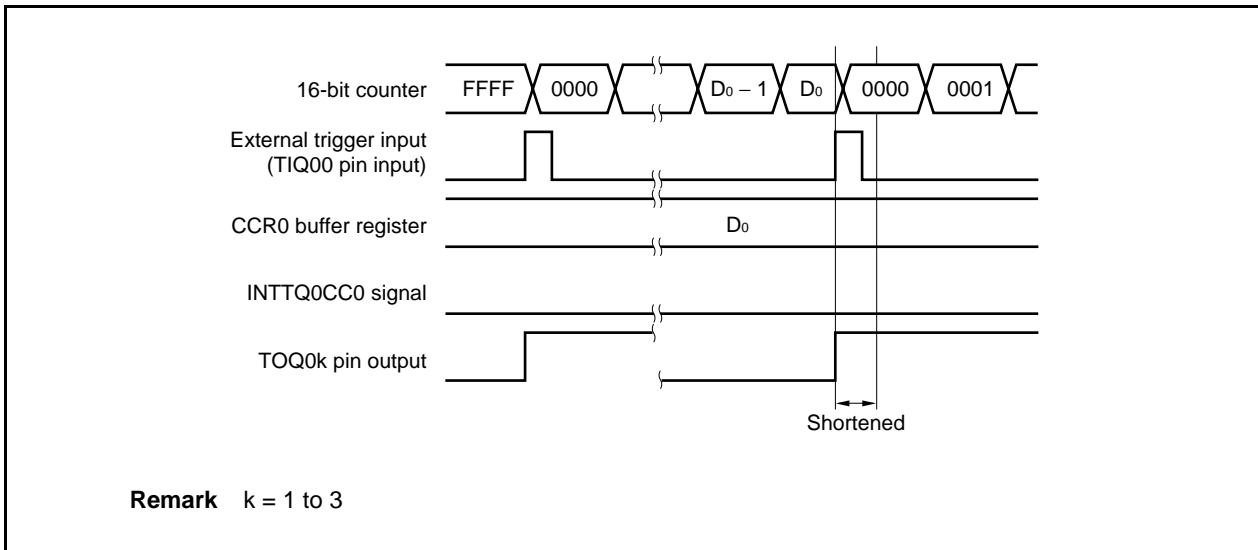 16-bit counter FFFF 0000 D0 − 1 D0 0000 0001
External trigger input
(TIQ00 pin input)
CCR0 buffer register D0
INTTQ0CC0 signal
TOQ0k pin output
Shortened
Remark k = 1 to 3